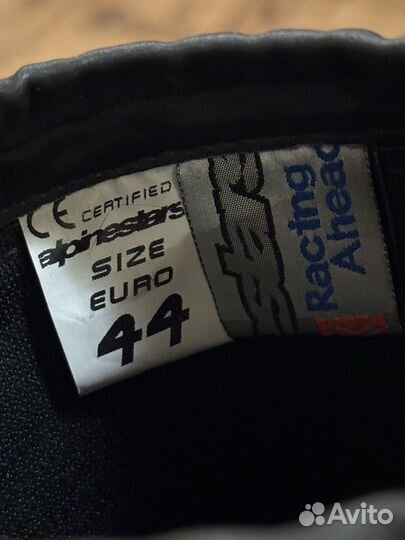 CE CERTIFIED
alpinestars
SIZE
EURO
44
Racing
Ahead
Avito